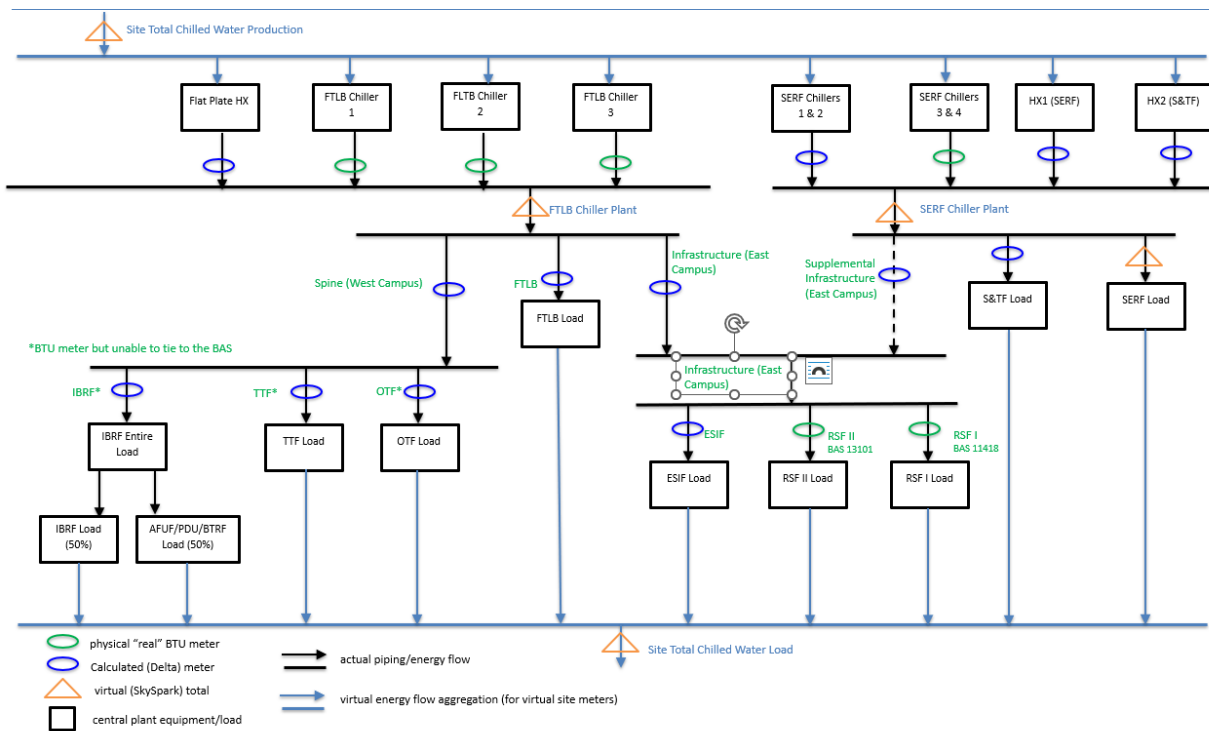 Site Total Chilled Water Production
Flat Plate HX
FTLB Chiller
1
FLTB Chiller
2
FTLB Chiller
3
SERF Chillers
1 & 2
SERF Chillers
3 & 4
HX1 (SERF)
HX2 (S&TF)
FTLB Chiller Plant
SERF Chiller Plant
Spine (West Campus)
FTLB
Infrastructure (East
Campus)
Supplemental
Infrastructure
(East Campus)
FTLB Load
S&TF Load
SERF Load
*BTU meter but unable to tie to the BAS
Infrastructure (East
Campus)
IBRF*
TTF*
OTF*
IBRF Entire
Load
TTF Load
OTF Load
ESIF
RSF II
BAS 13101
RSF I
BAS 11418
ESIF Load
RSF II Load
RSF I Load
IBRF Load
(50%)
AFUF/PDU/BTRF
Load (50%)
physical “real” BTU meter
Calculated (Delta) meter
virtual (SkySpark) total
central plant equipment/load
actual piping/energy flow
virtual energy flow aggregation (for virtual site meters)
Site Total Chilled Water Load